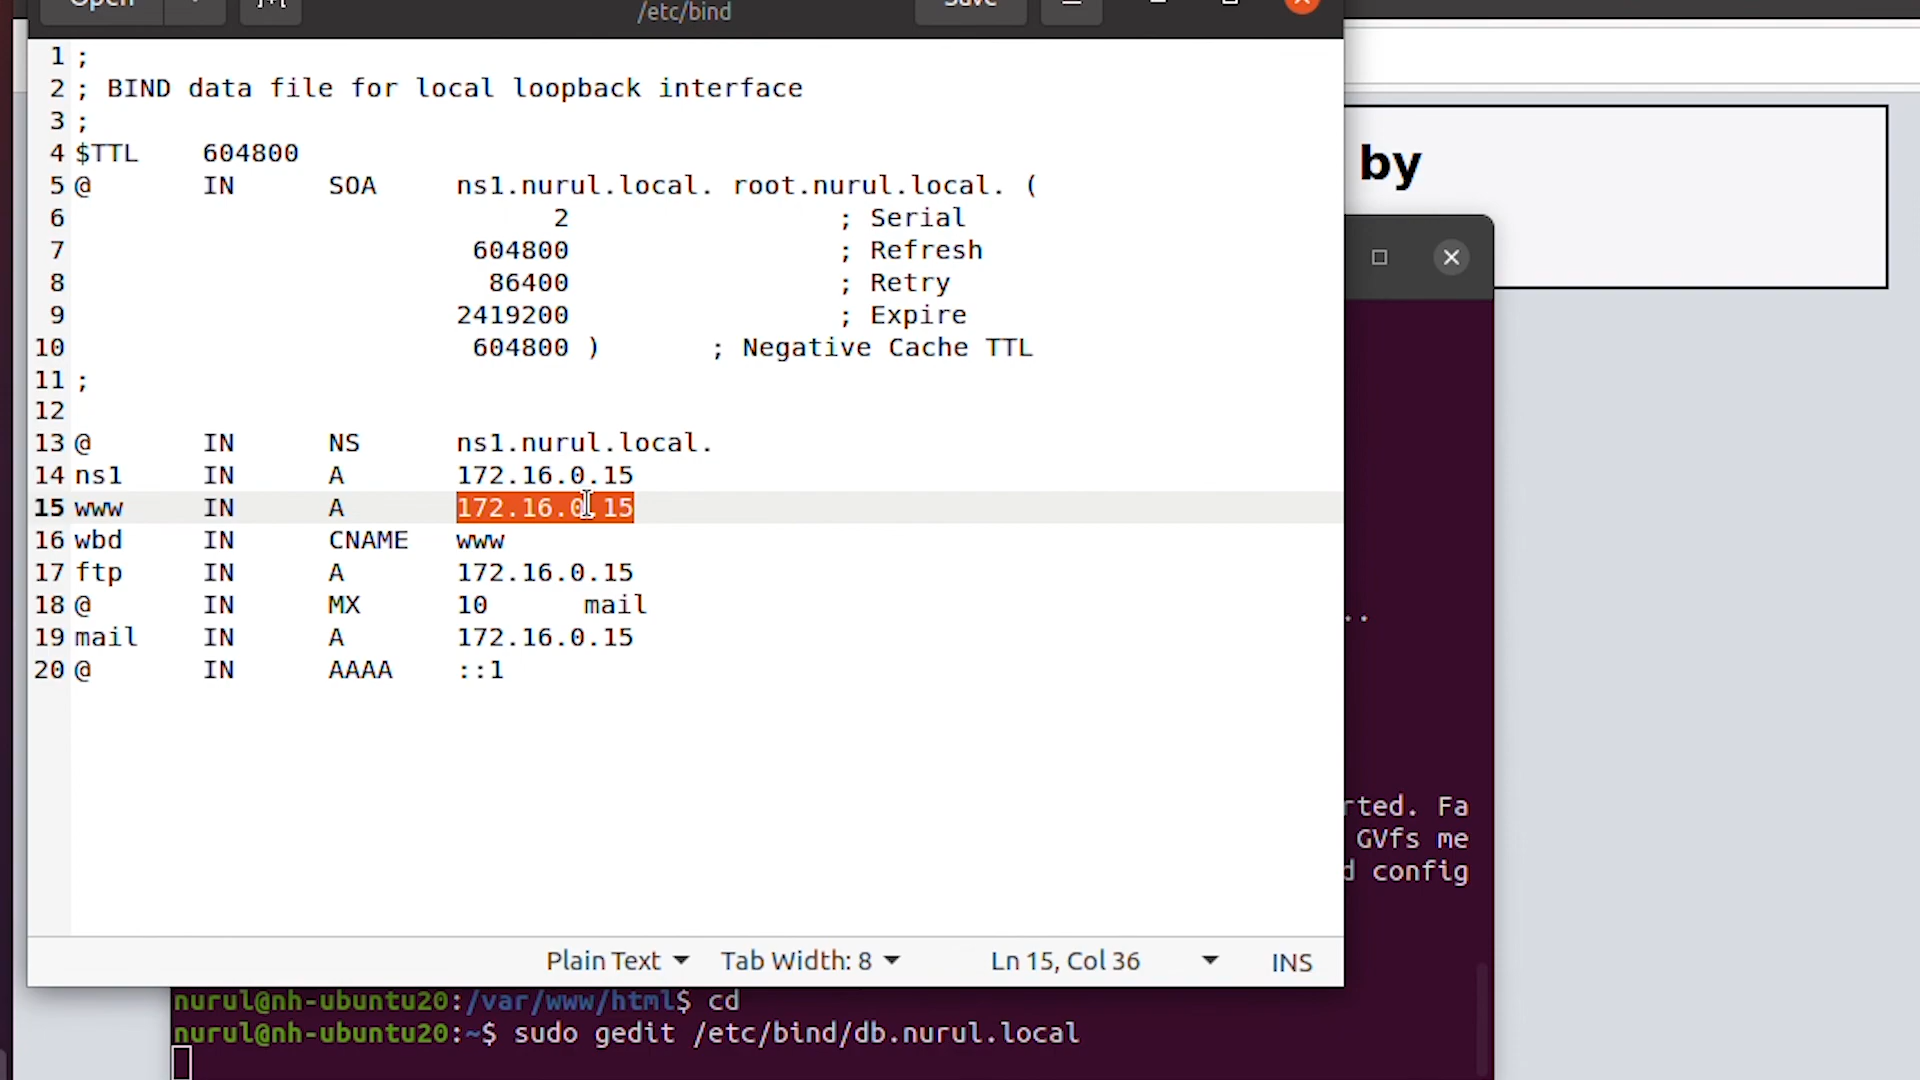 Open Save
/etc/bind
1 ;
2 ; BIND data file for local loopback interface
3 ;
4 $TTL 604800
5 @ IN SOA ns1.nurul.local. root.nurul.local. (
6 2 ; Serial
7 604800 ; Refresh
8 86400 ; Retry
9 2419200 ; Expire
10 604800 ) ; Negative Cache TTL
11 ;
12
13 @ IN NS ns1.nurul.local.
14 ns1 IN A 172.16.0.15
15 www IN A 172.16.0.15
16 wbd IN CNAME www
17 ftp IN A 172.16.0.15
18 @ IN MX 10 mail
19 mail IN A 172.16.0.15
20 @ IN AAAA ::1
Plain Text Tab Width: 8 Ln 15, Col 36 INS
by
..
rted. Fa
GVfs me
d config
nurul@nh-ubuntu20:/var/www/html$ cd
nurul@nh-ubuntu20:~$ sudo gedit /etc/bind/db.nurul.local